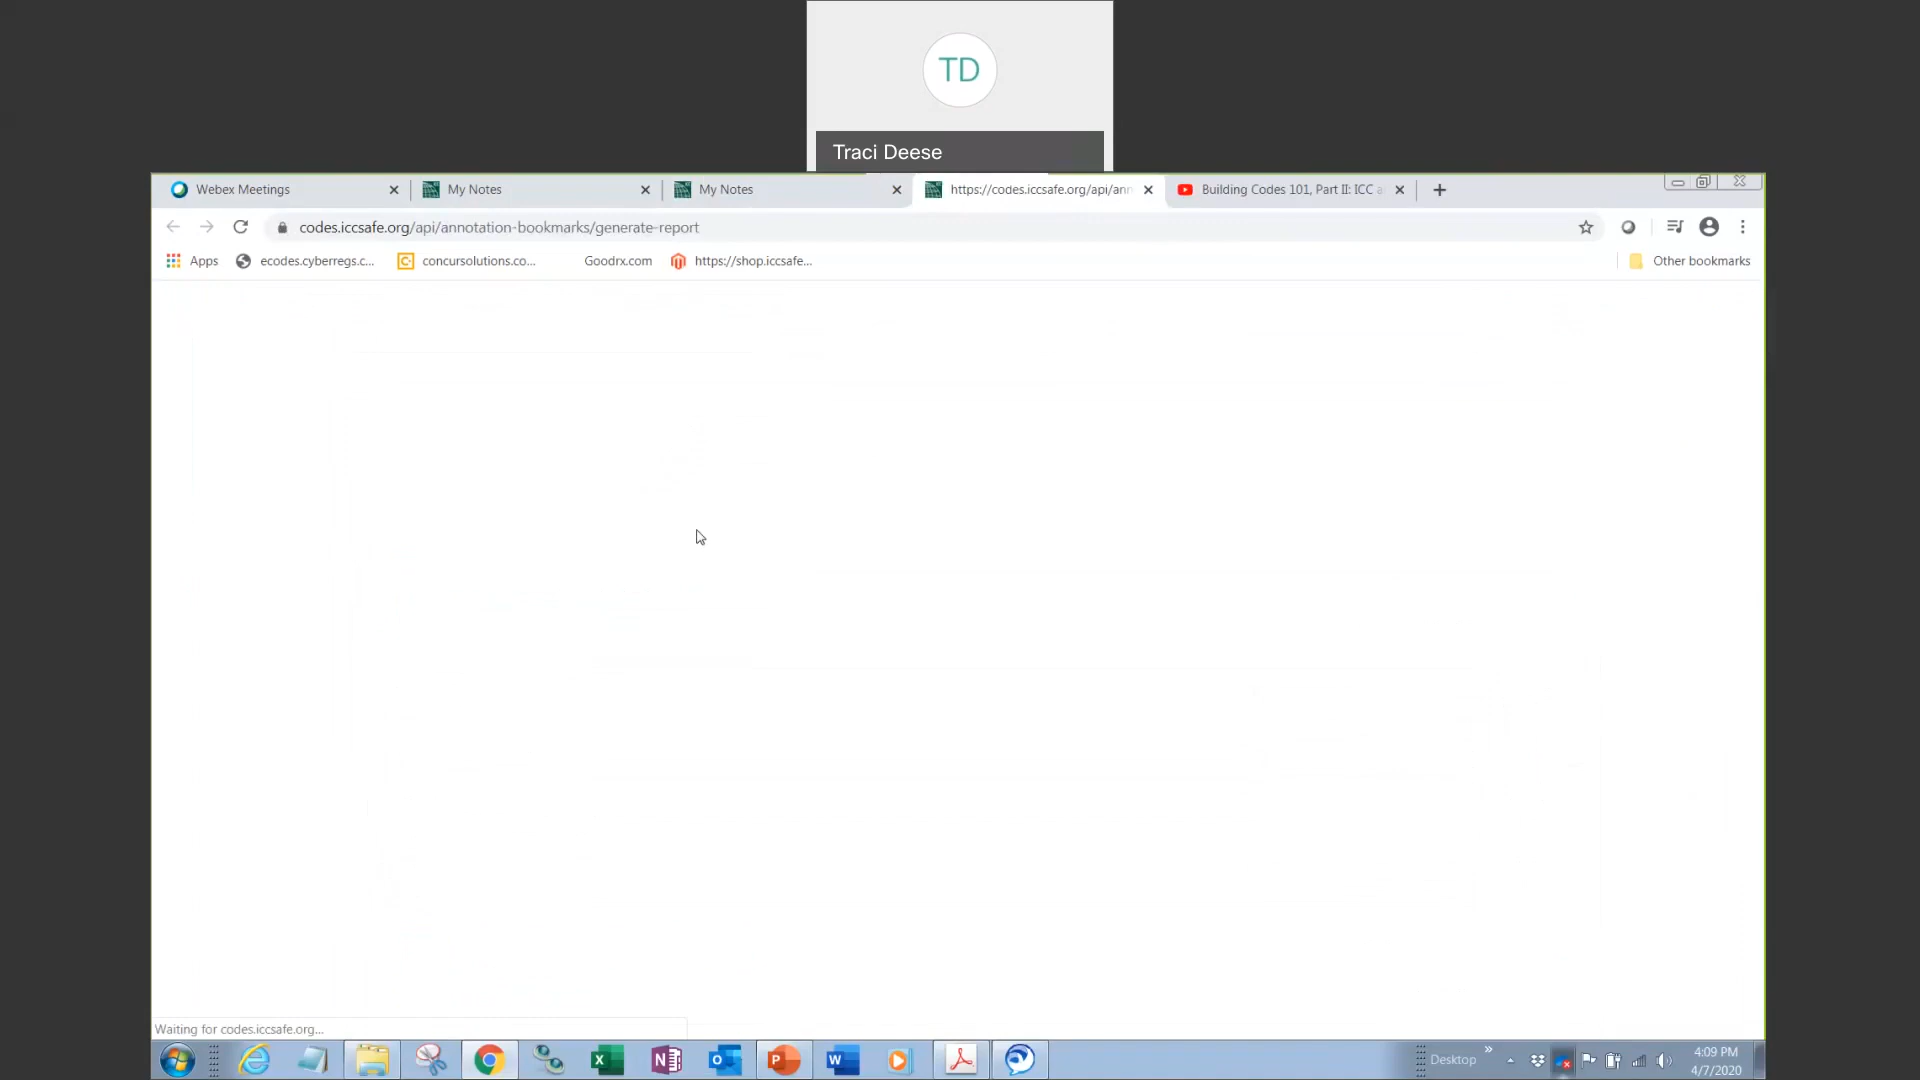 TD
Traci Deese
Webex Meetings
My Notes
My Notes
https://codes.iccsafe.org/api/ann
Building Codes 101, Part II: ICC a
codes.iccsafe.org/api/annotation-bookmarks/generate-report
Apps
ecodes.cyberregs.c...
concursolutions.co...
Goodrx.com
https://shop.iccsafe...
Other bookmarks
Waiting for codes.iccsafe.org...
Desktop
4:09 PM
4/7/2020